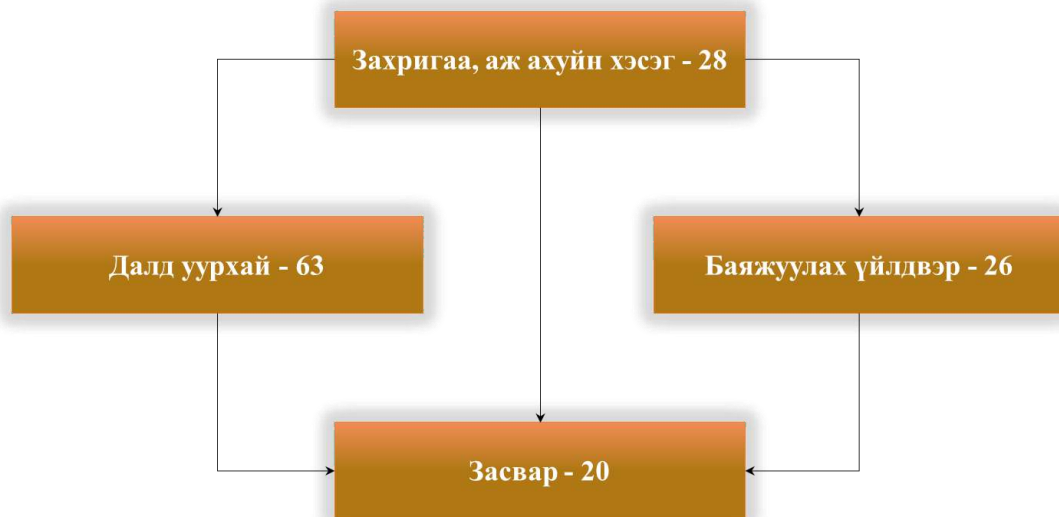 Захригаа, аж ахуйн хэсэг - 28
Далд уурхай - 63
Баяжуулах үйлдвэр - 26
Засвар - 20